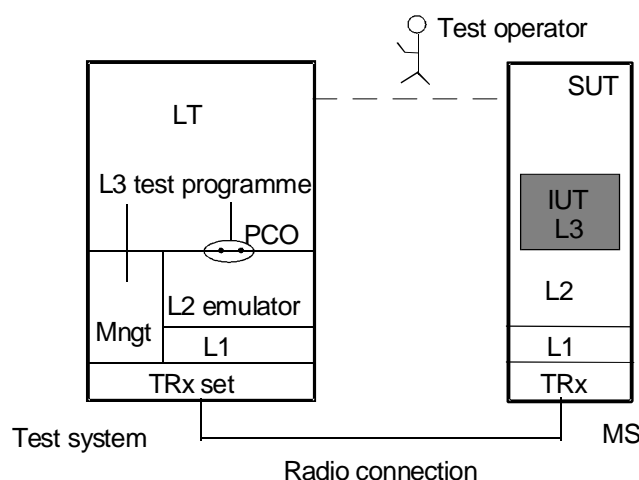 Test operator
LT
SUT
L3 test programme
PCO
IUT
L3
L2 emulator
L2
Mngt
L1
L1
TRx set
TRx
Test system
MS
Radio connection